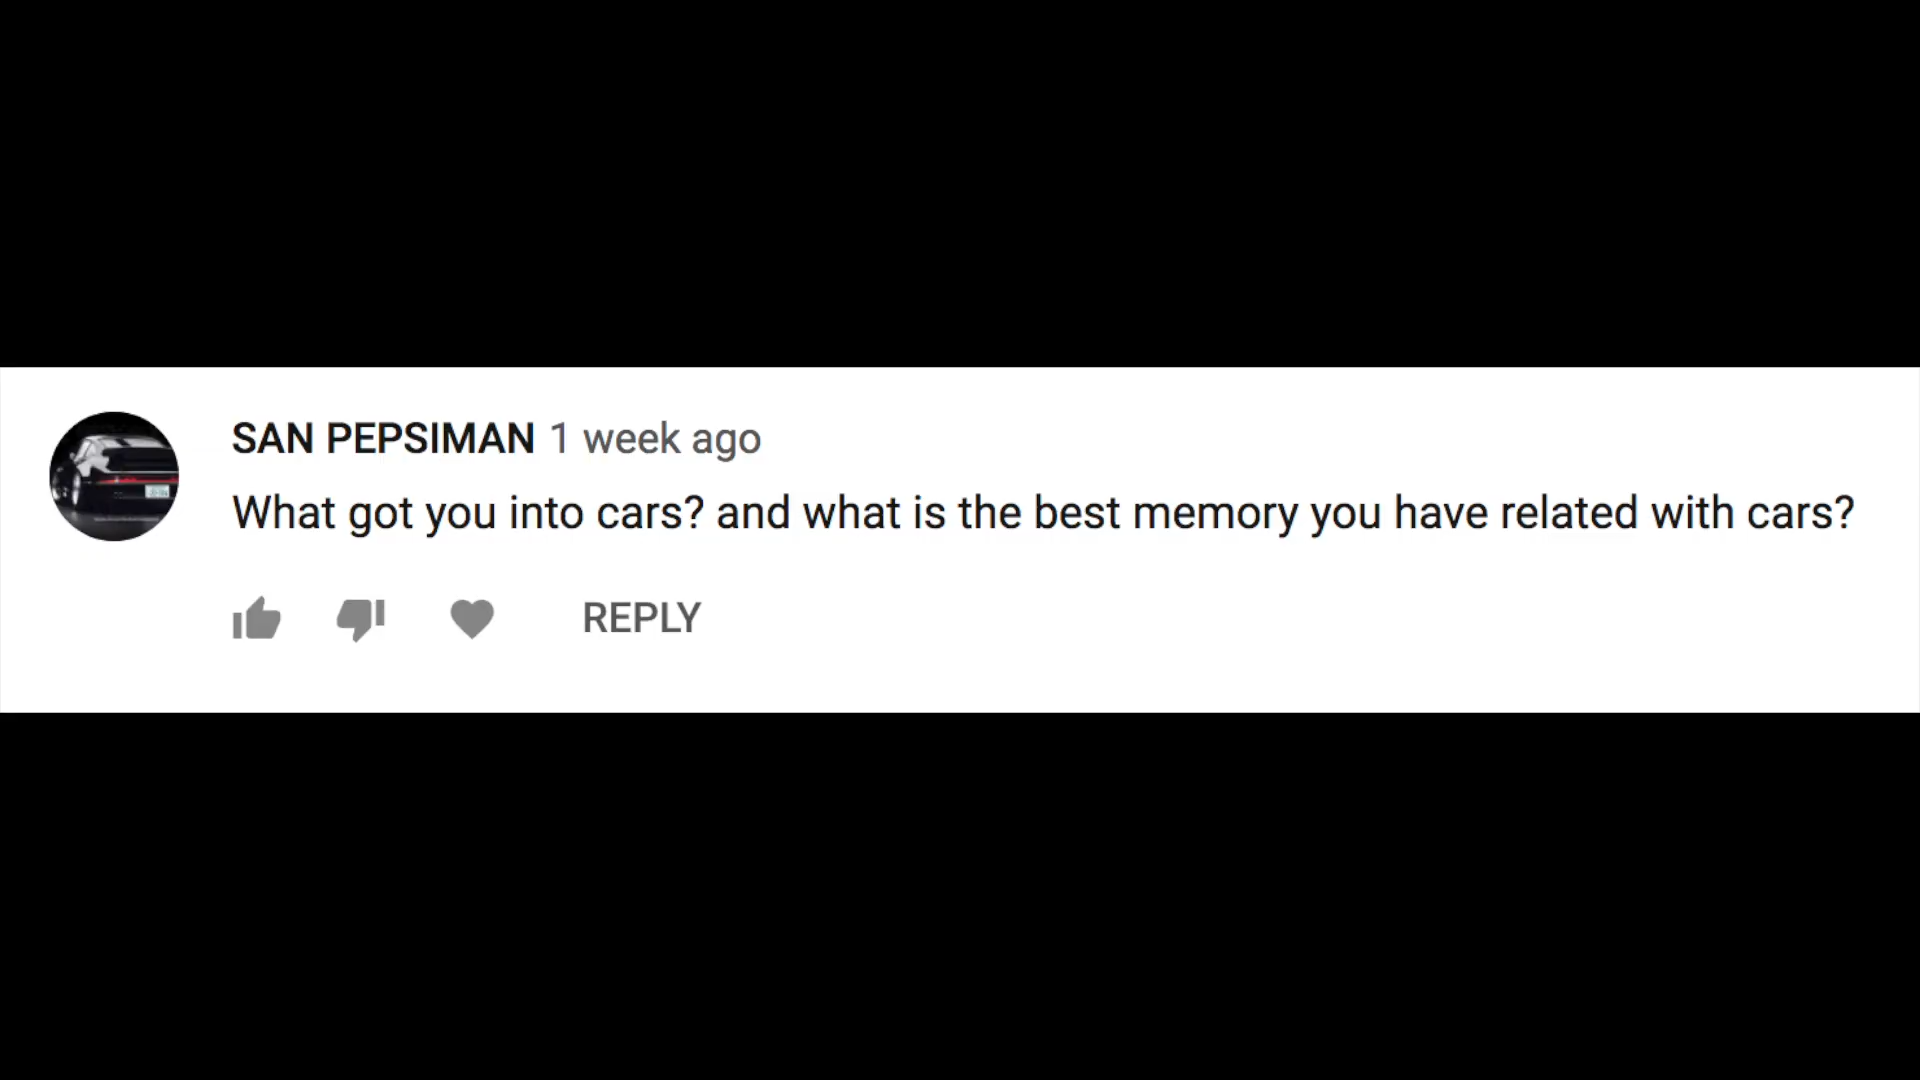 SAN PEPSIMAN 1 week ago
What got you into cars? and what is the best memory you have related with cars?
REPLY